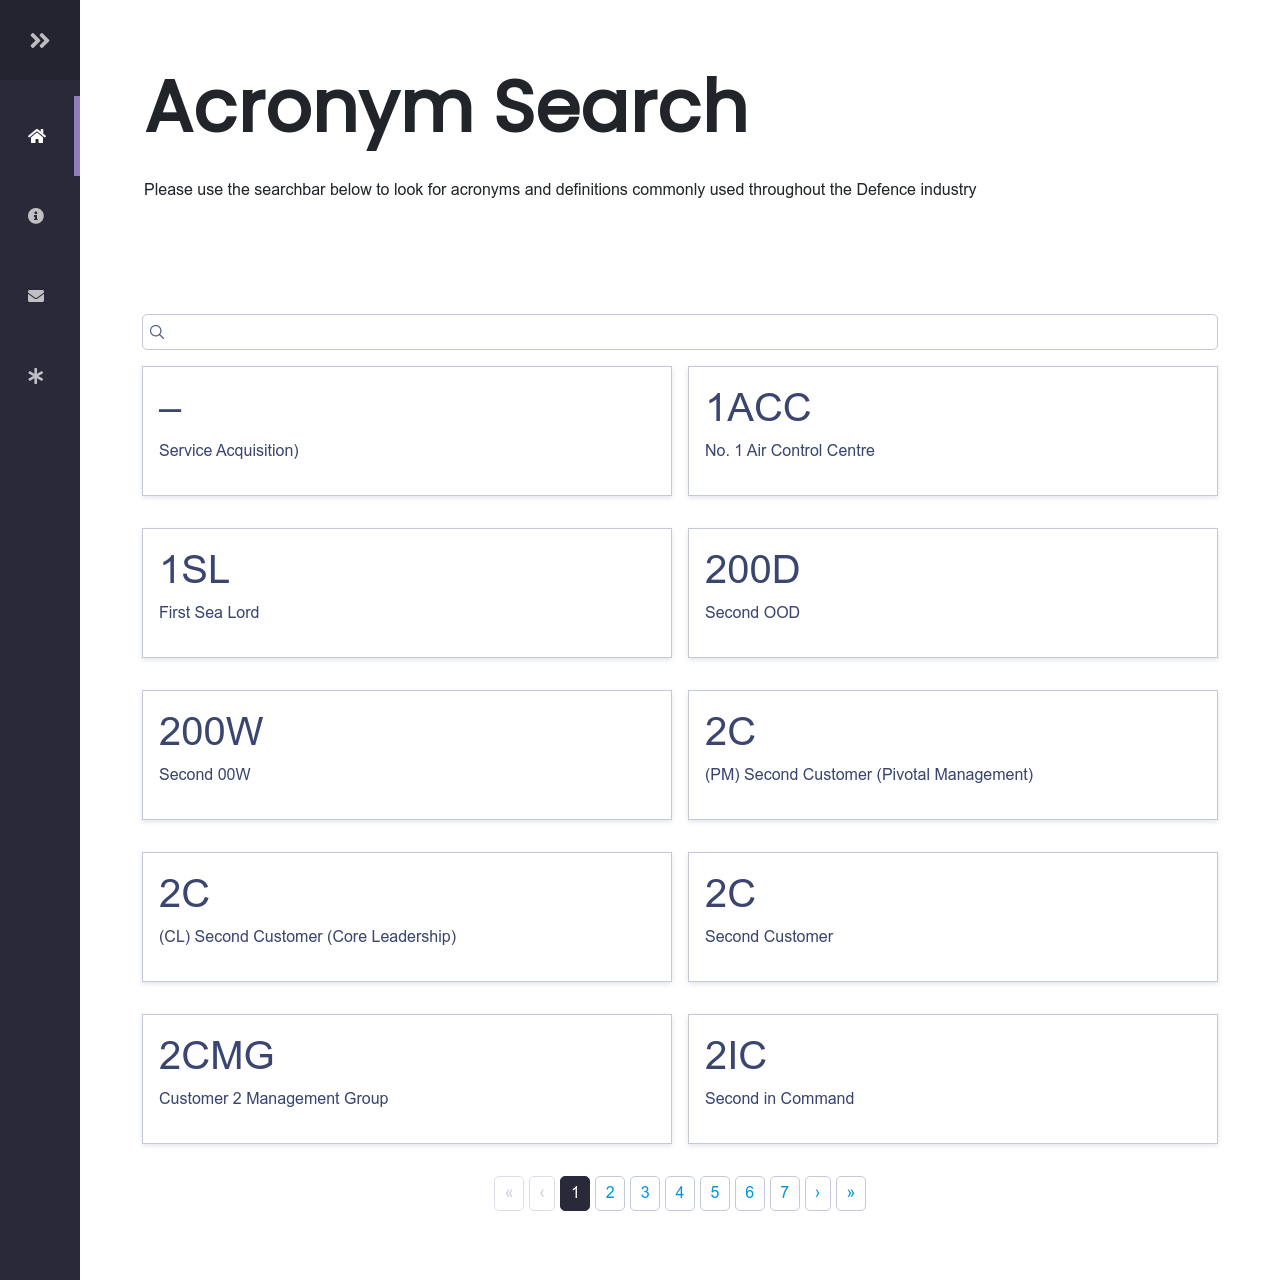 Acronym Search
Please use the searchbar below to look for acronyms and definitions commonly used throughout the Defence industry
–
Service Acquisition)
1ACC
No. 1 Air Control Centre
1SL
First Sea Lord
200D
Second OOD
200W
Second 00W
2C
(PM) Second Customer (Pivotal Management)
2C
(CL) Second Customer (Core Leadership)
2C
Second Customer
2CMG
Customer 2 Management Group
2IC
Second in Command
« ‹ 1 2 3 4 5 6 7 › »